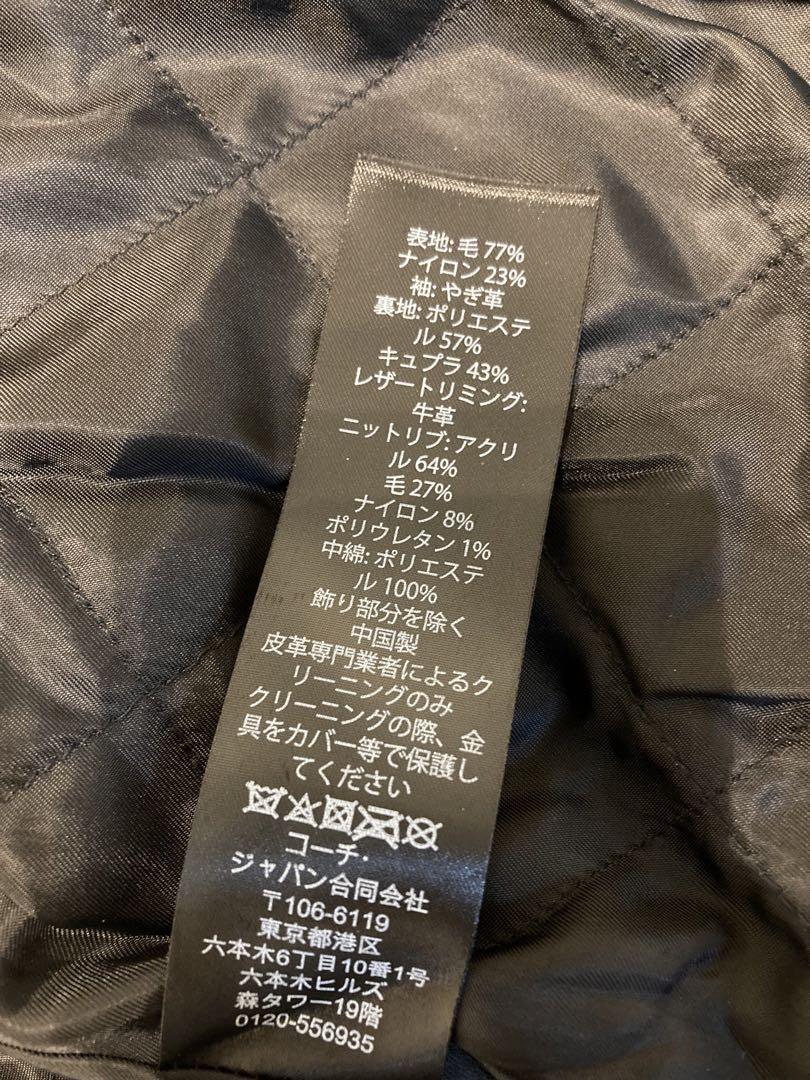 表地: 毛 77%
ナイロン 23%
袖: やぎ革
裏地: ポリエステ
ル 57%
キュプラ 43%
レザートリミング:
牛革
ニットリブ: アクリ
ル 64%
毛 27%
ナイロン 8%
ポリウレタン 1%
中綿: ポリエステ
ル 100%
飾り部分を除く
中国製
皮革専門業者によるク
リーニングのみ
クリーニングの際、金
具をカバー等で保護し
てください
コーチ・
ジャパン合同会社
〒106-6119
東京都港区
六本木6丁目10番1号
六本木ヒルズ
森タワー19階
0120-556935